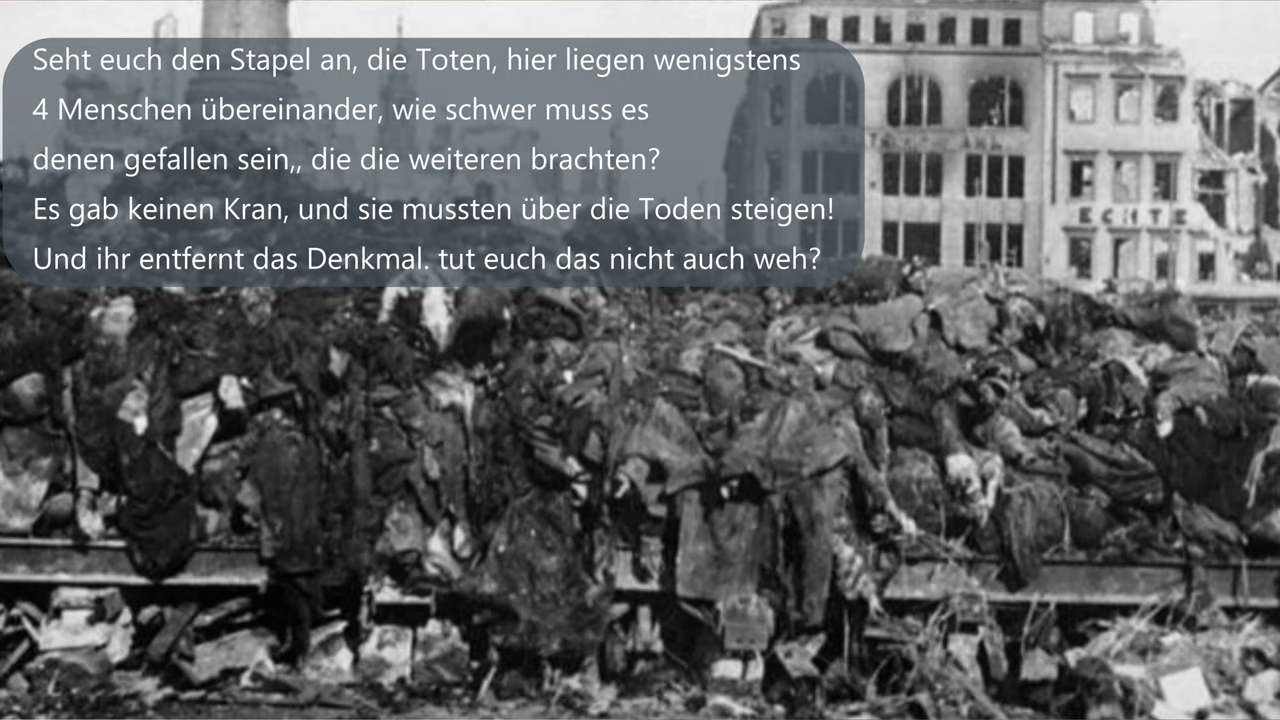 Seht euch den Stapel an, die Toten, hier liegen wenigstens
4 Menschen übereinander, wie schwer muss es
denen gefallen sein,, die die weiteren brachten?
Es gab keinen Kran, und sie mussten über die Toden steigen!
Und ihr entfernt das Denkmal. tut euch das nicht auch weh?
ECHTE